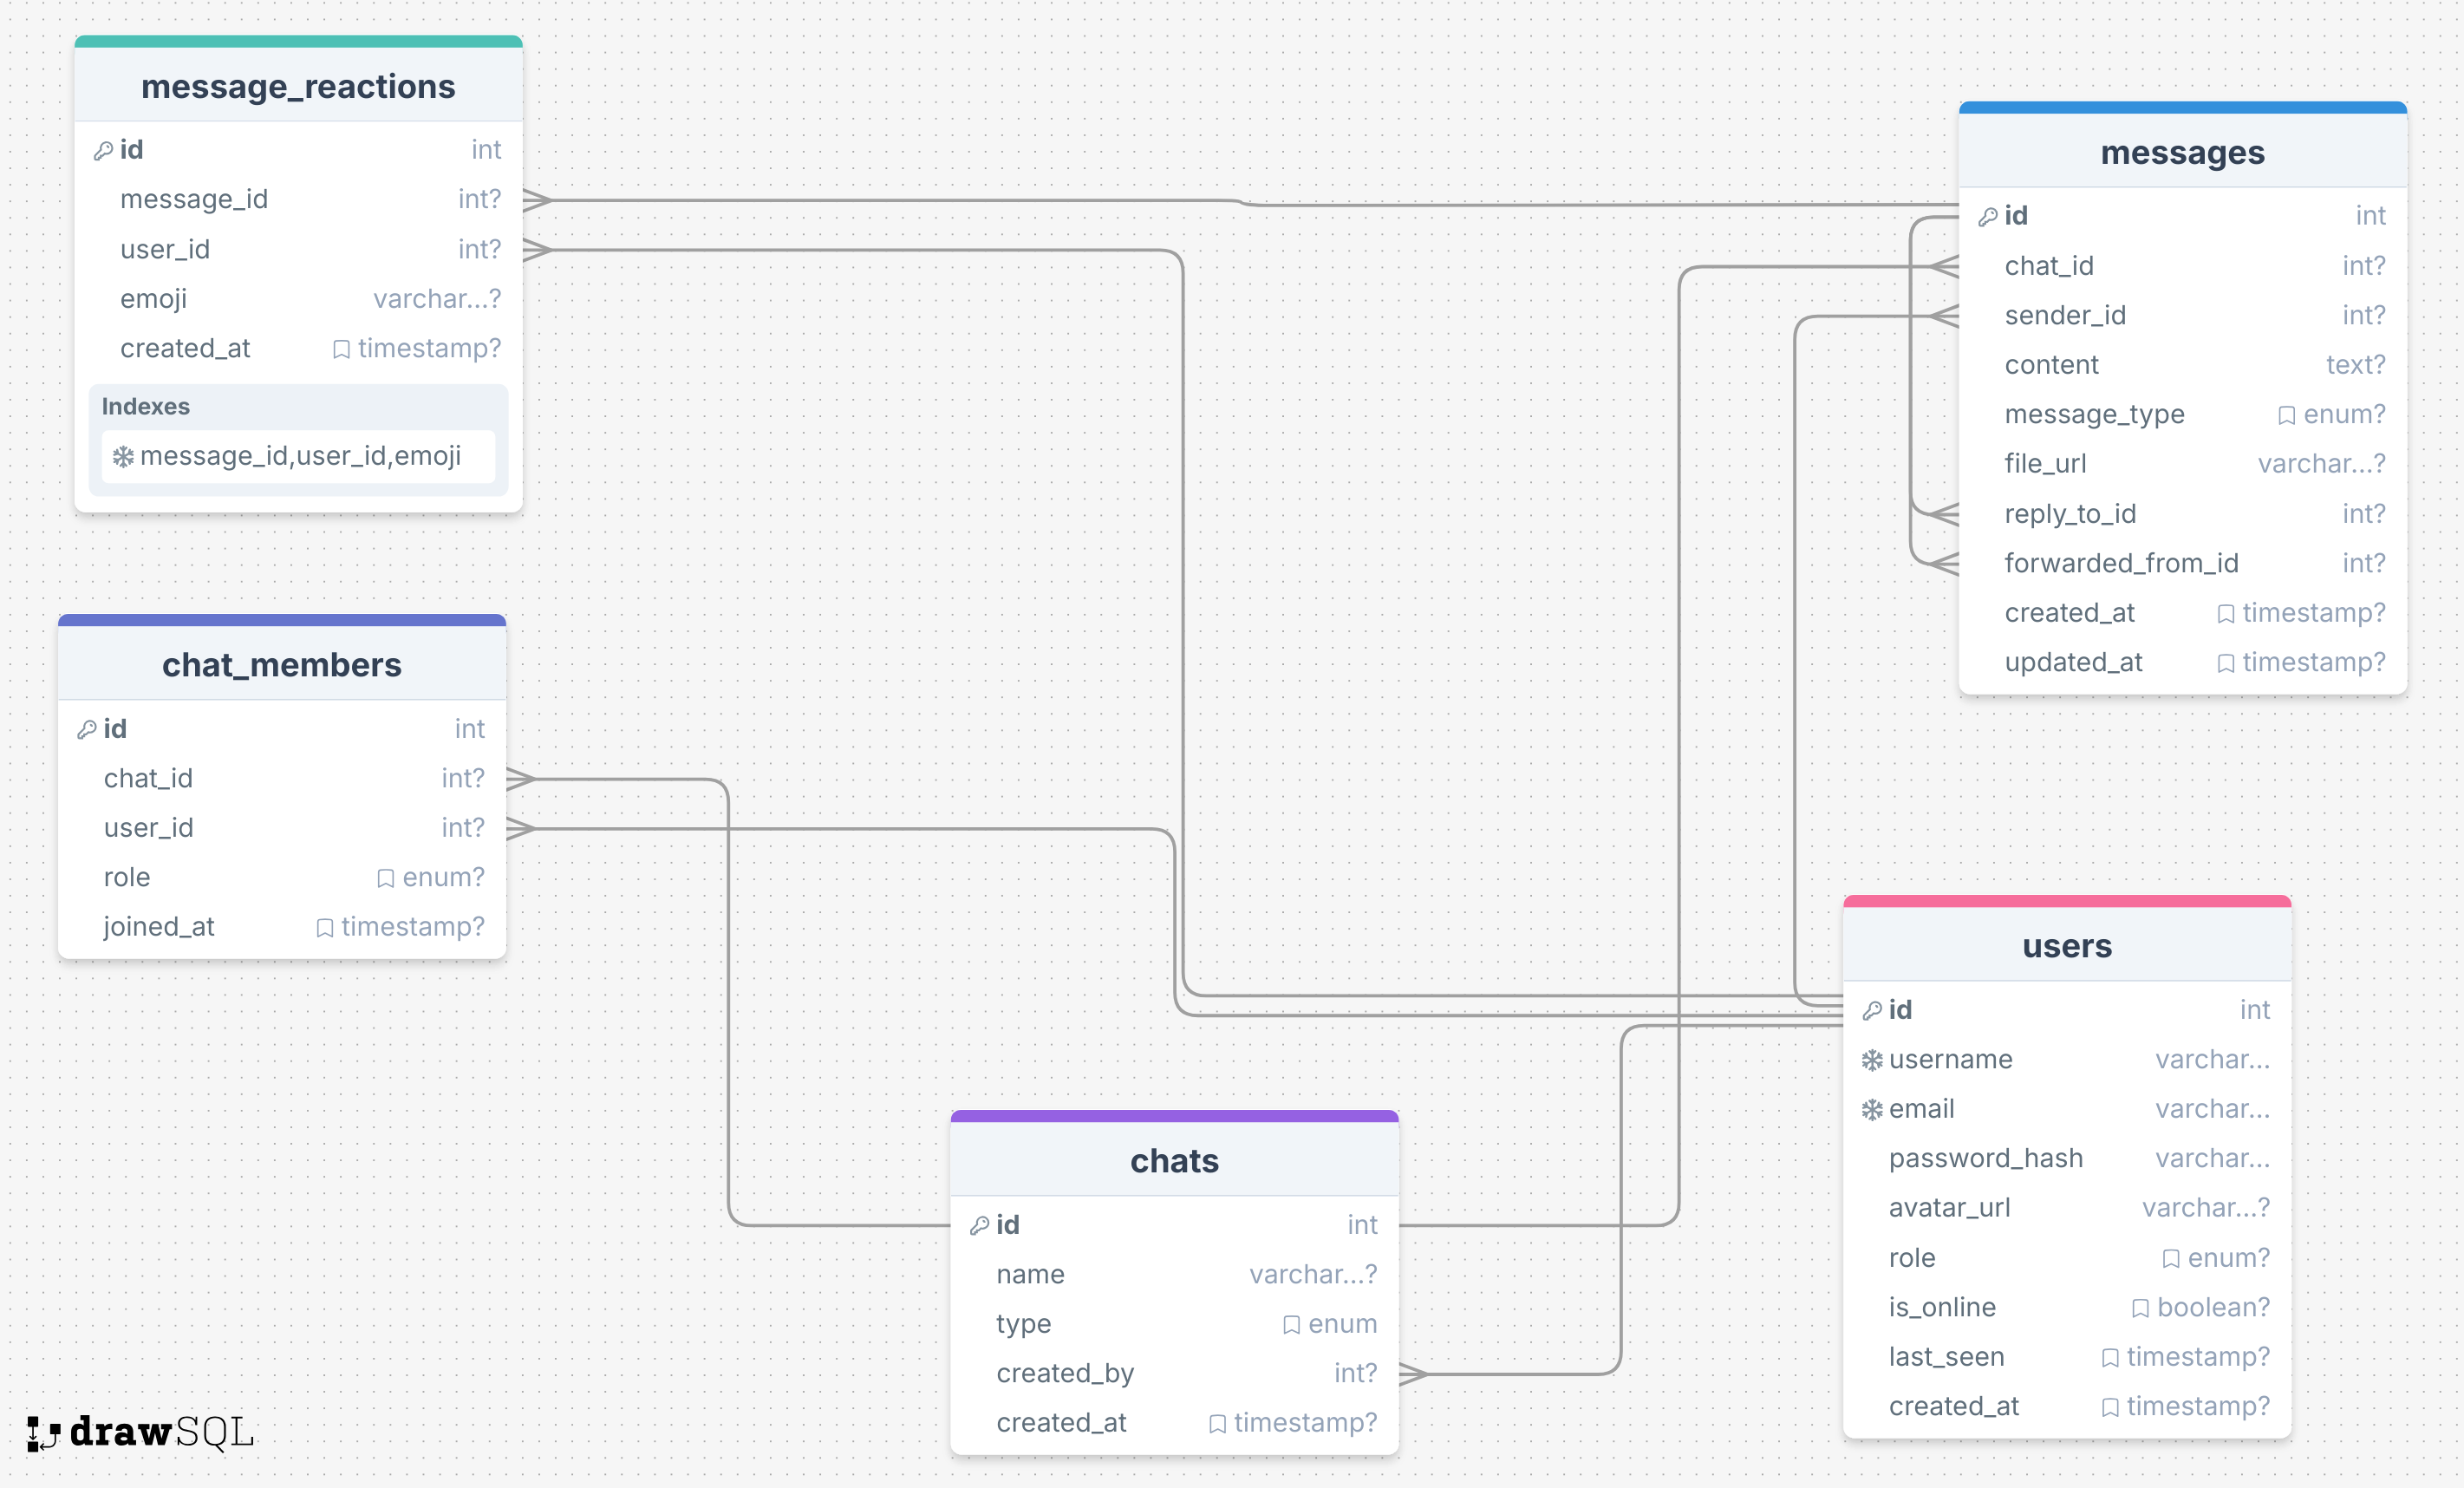 message_reactions
id int
message_id int?
user_id int?
emoji varchar...?
created_at timestamp?
Indexes
message_id,user_id,emoji
messages
id int
chat_id int?
sender_id int?
content text?
message_type enum?
file_url varchar...?
reply_to_id int?
forwarded_from_id int?
created_at timestamp?
updated_at timestamp?
chat_members
id int
chat_id int?
user_id int?
role enum?
joined_at timestamp?
users
id int
username varchar...
email varchar...
password_hash varchar...
avatar_url varchar...?
role enum?
is_online boolean?
last_seen timestamp?
created_at timestamp?
chats
id int
name varchar...?
type enum
created_by int?
created_at timestamp?
drawSQL